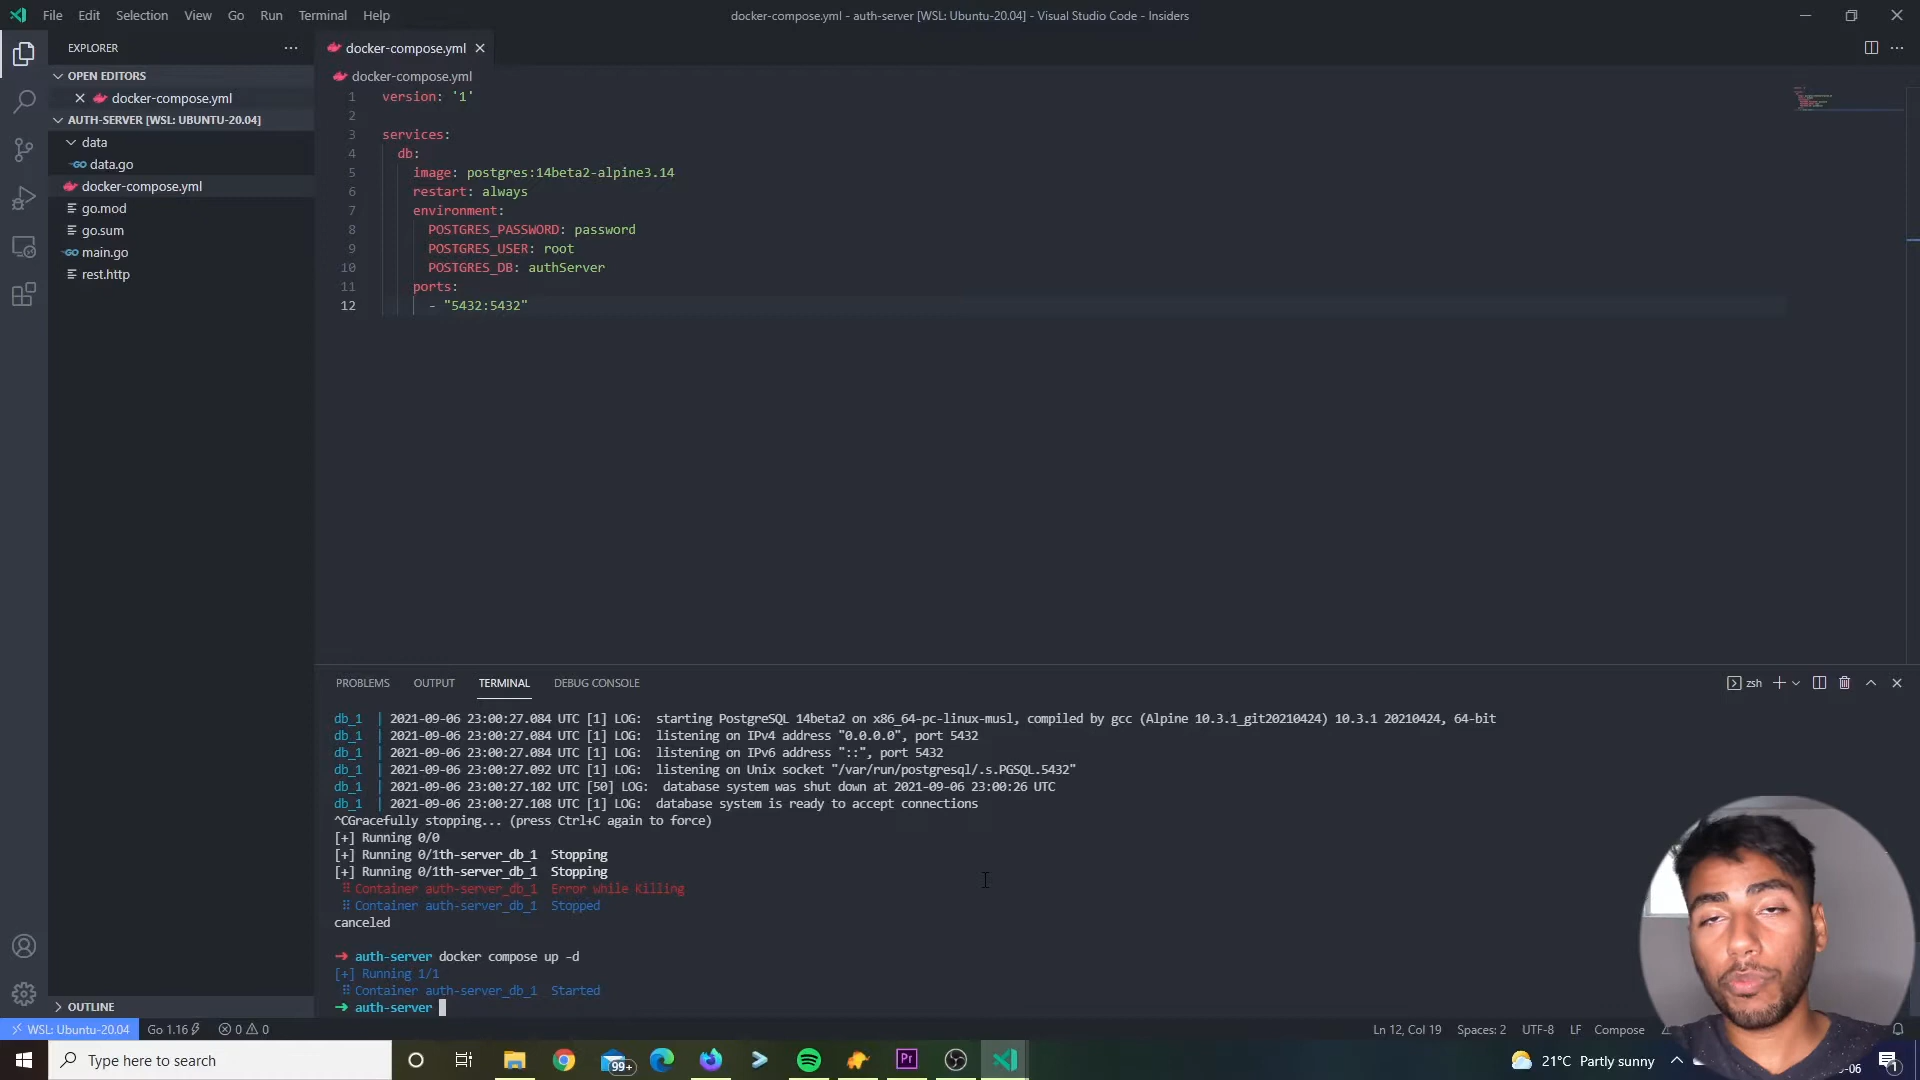 File Edit Selection View Go Run Terminal Help
docker-compose.yml - auth-server [WSL: Ubuntu-20.04] - Visual Studio Code - Insiders
EXPLORER
docker-compose.yml
OPEN EDITORS
docker-compose.yml
AUTH-SERVER [WSL: UBUNTU-20.04]
data
data.go
docker-compose.yml
go.mod
go.sum
main.go
rest.http
OUTLINE
docker-compose.yml
1 version: '1'
2
3 services:
4 db:
5 image: postgres:14beta2-alpine3.14
6 restart: always
7 environment:
8 POSTGRES_PASSWORD: password
9 POSTGRES_USER: root
10 POSTGRES_DB: authServer
11 ports:
12 - "5432:5432"
PROBLEMS OUTPUT TERMINAL DEBUG CONSOLE
zsh
db_1 | 2021-09-06 23:00:27.084 UTC [1] LOG: starting PostgreSQL 14beta2 on x86_64-pc-linux-musl, compiled by gcc (Alpine 10.3.1_git20210424) 10.3.1 20210424, 64-bit
db_1 | 2021-09-06 23:00:27.084 UTC [1] LOG: listening on IPv4 address "0.0.0.0", port 5432
db_1 | 2021-09-06 23:00:27.084 UTC [1] LOG: listening on IPv6 address "::", port 5432
db_1 | 2021-09-06 23:00:27.092 UTC [1] LOG: listening on Unix socket "/var/run/postgresql/.s.PGSQL.5432"
db_1 | 2021-09-06 23:00:27.102 UTC [50] LOG: database system was shut down at 2021-09-06 23:00:26 UTC
db_1 | 2021-09-06 23:00:27.108 UTC [1] LOG: database system is ready to accept connections
^CGracefully stopping... (press Ctrl+C again to force)
[+] Running 0/0
[+] Running 0/1th-server_db_1 Stopping
[+] Running 0/1th-server_db_1 Stopping
⠿ Container auth-server_db_1 Error while Killing
⠿ Container auth-server_db_1 Stopped
canceled
➜ auth-server docker compose up -d
[+] Running 1/1
⠿ Container auth-server_db_1 Started
➜ auth-server
WSL: Ubuntu-20.04 Go 1.16 0 0
Ln 12, Col 19 Spaces: 2 UTF-8 LF Compose
Type here to search
99+
Pr
21°C Partly sunny
-06
1